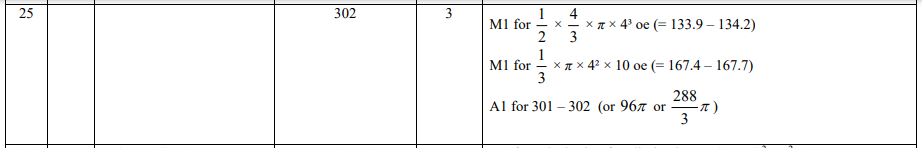 25 302 3 M1 for 1/2 × 4/3 × π × 4³ oe (= 133.9 – 134.2)
M1 for 1/3 × π × 4² × 10 oe (= 167.4 – 167.7)
A1 for 301 – 302 (or 96π or 288/3 π )